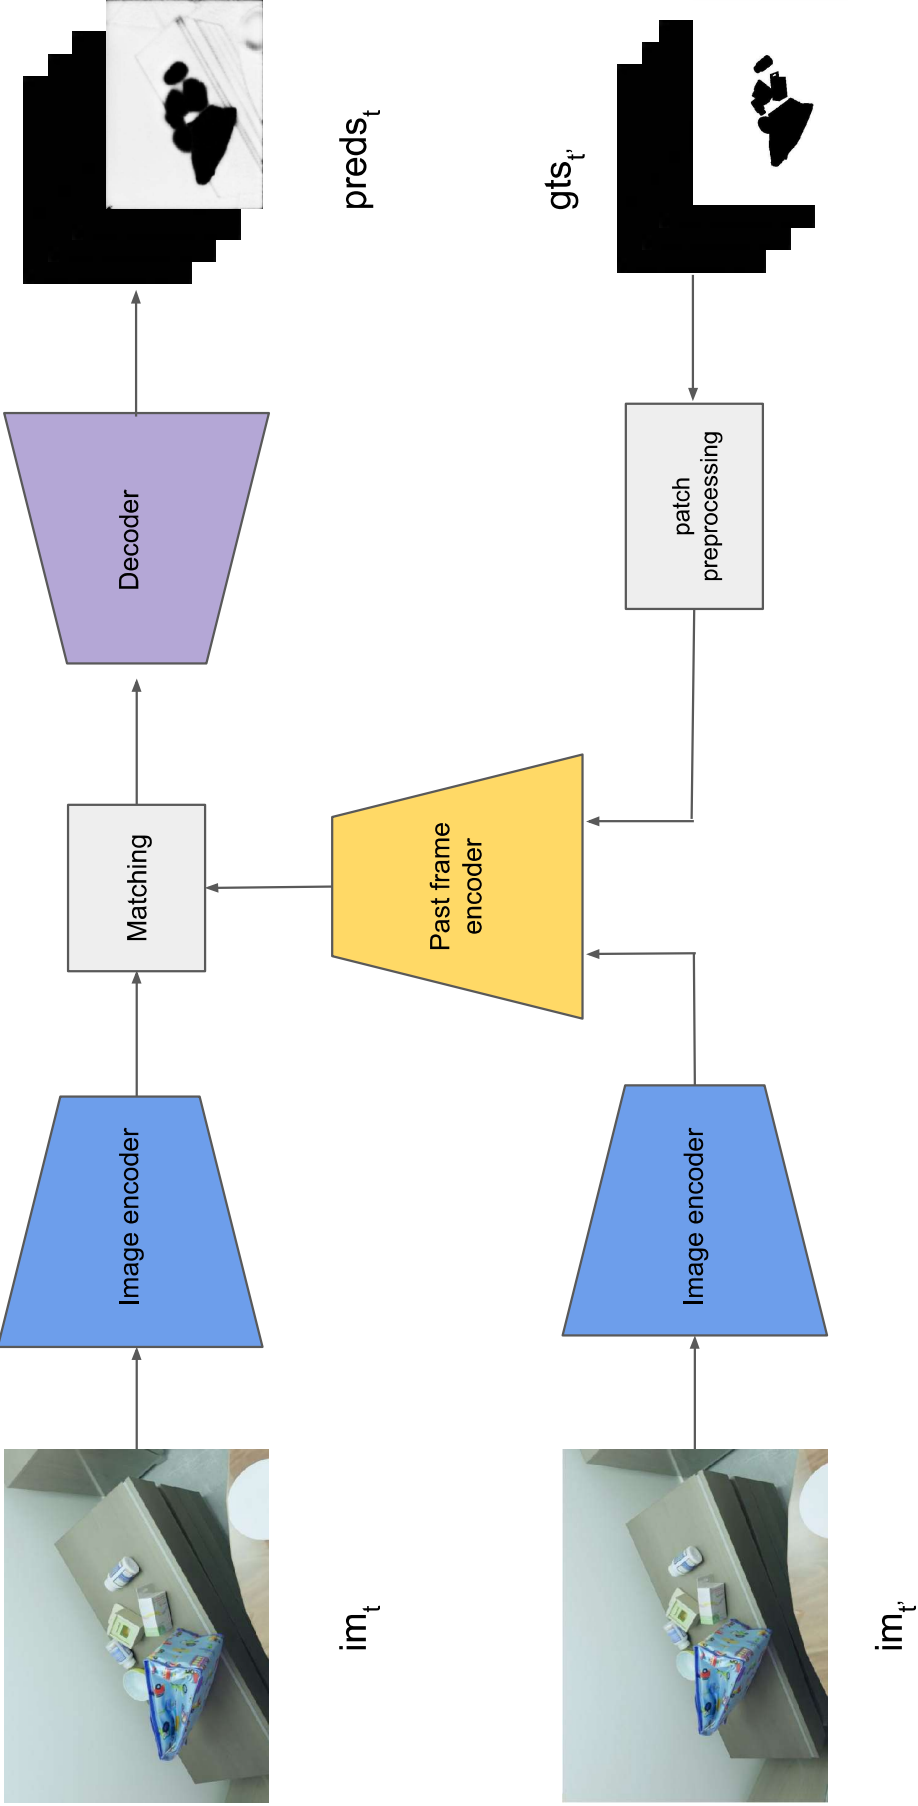 im_t
Image encoder
Matching
Decoder
preds_t
Past frame
encoder
im_t’
Image encoder
patch
preprocessing
gts_t’